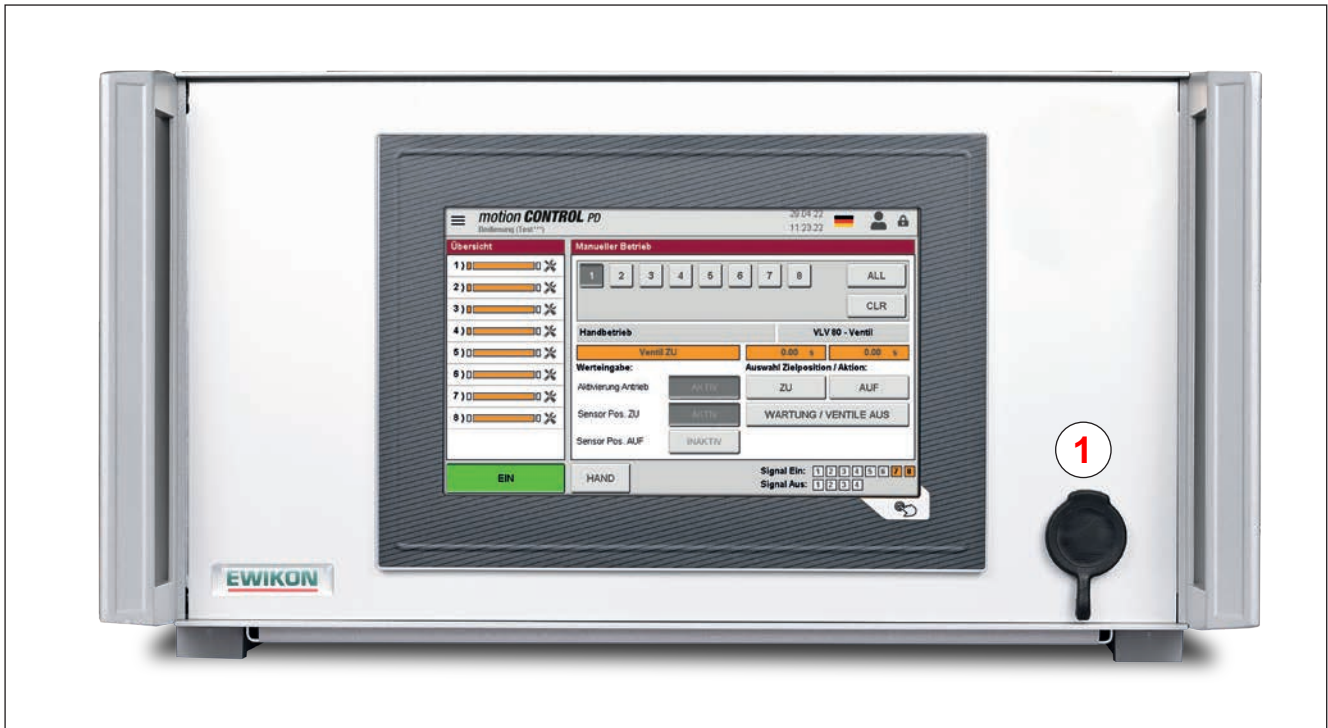 motion CONTROL PD
Bedienung (Test***)
29.04.22
11:23:22
Übersicht
1)
2)
3)
4)
5)
6)
7)
8)
Manueller Betrieb
1 2 3 4 5 6 7 8 ALL
CLR
Handbetrieb VLV 80 - Ventil
Ventil ZU 0.00 s 0.00 s
Werteingabe: Auswahl Zielposition / Aktion:
Aktivierung Antrieb AKTIV ZU AUF
Sensor Pos. ZU AKTIV WARTUNG / VENTILE AUS
Sensor Pos. AUF INAKTIV
EIN HAND
Signal Ein: 1 2 3 4 5 6 7 8
Signal Aus: 1 2 3 4
1
EWIKON